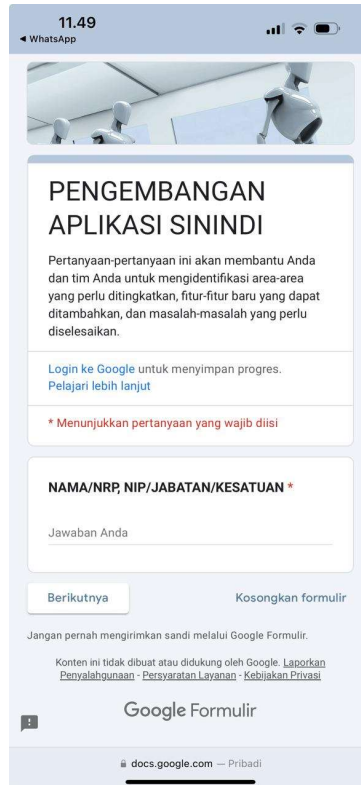 11.49
◀ WhatsApp
PENGEMBANGAN
APLIKASI SININDI
Pertanyaan-pertanyaan ini akan membantu Anda
dan tim Anda untuk mengidentifikasi area-area
yang perlu ditingkatkan, fitur-fitur baru yang dapat
ditambahkan, dan masalah-masalah yang perlu
diselesaikan.
Login ke Google untuk menyimpan progres.
Pelajari lebih lanjut
* Menunjukkan pertanyaan yang wajib diisi
NAMA/NRP, NIP/JABATAN/KESATUAN *
Jawaban Anda
Berikutnya Kosongkan formulir
Jangan pernah mengirimkan sandi melalui Google Formulir.
Konten ini tidak dibuat atau didukung oleh Google. Laporkan
Penyalahgunaan - Persyaratan Layanan - Kebijakan Privasi
Google Formulir
docs.google.com — Pribadi